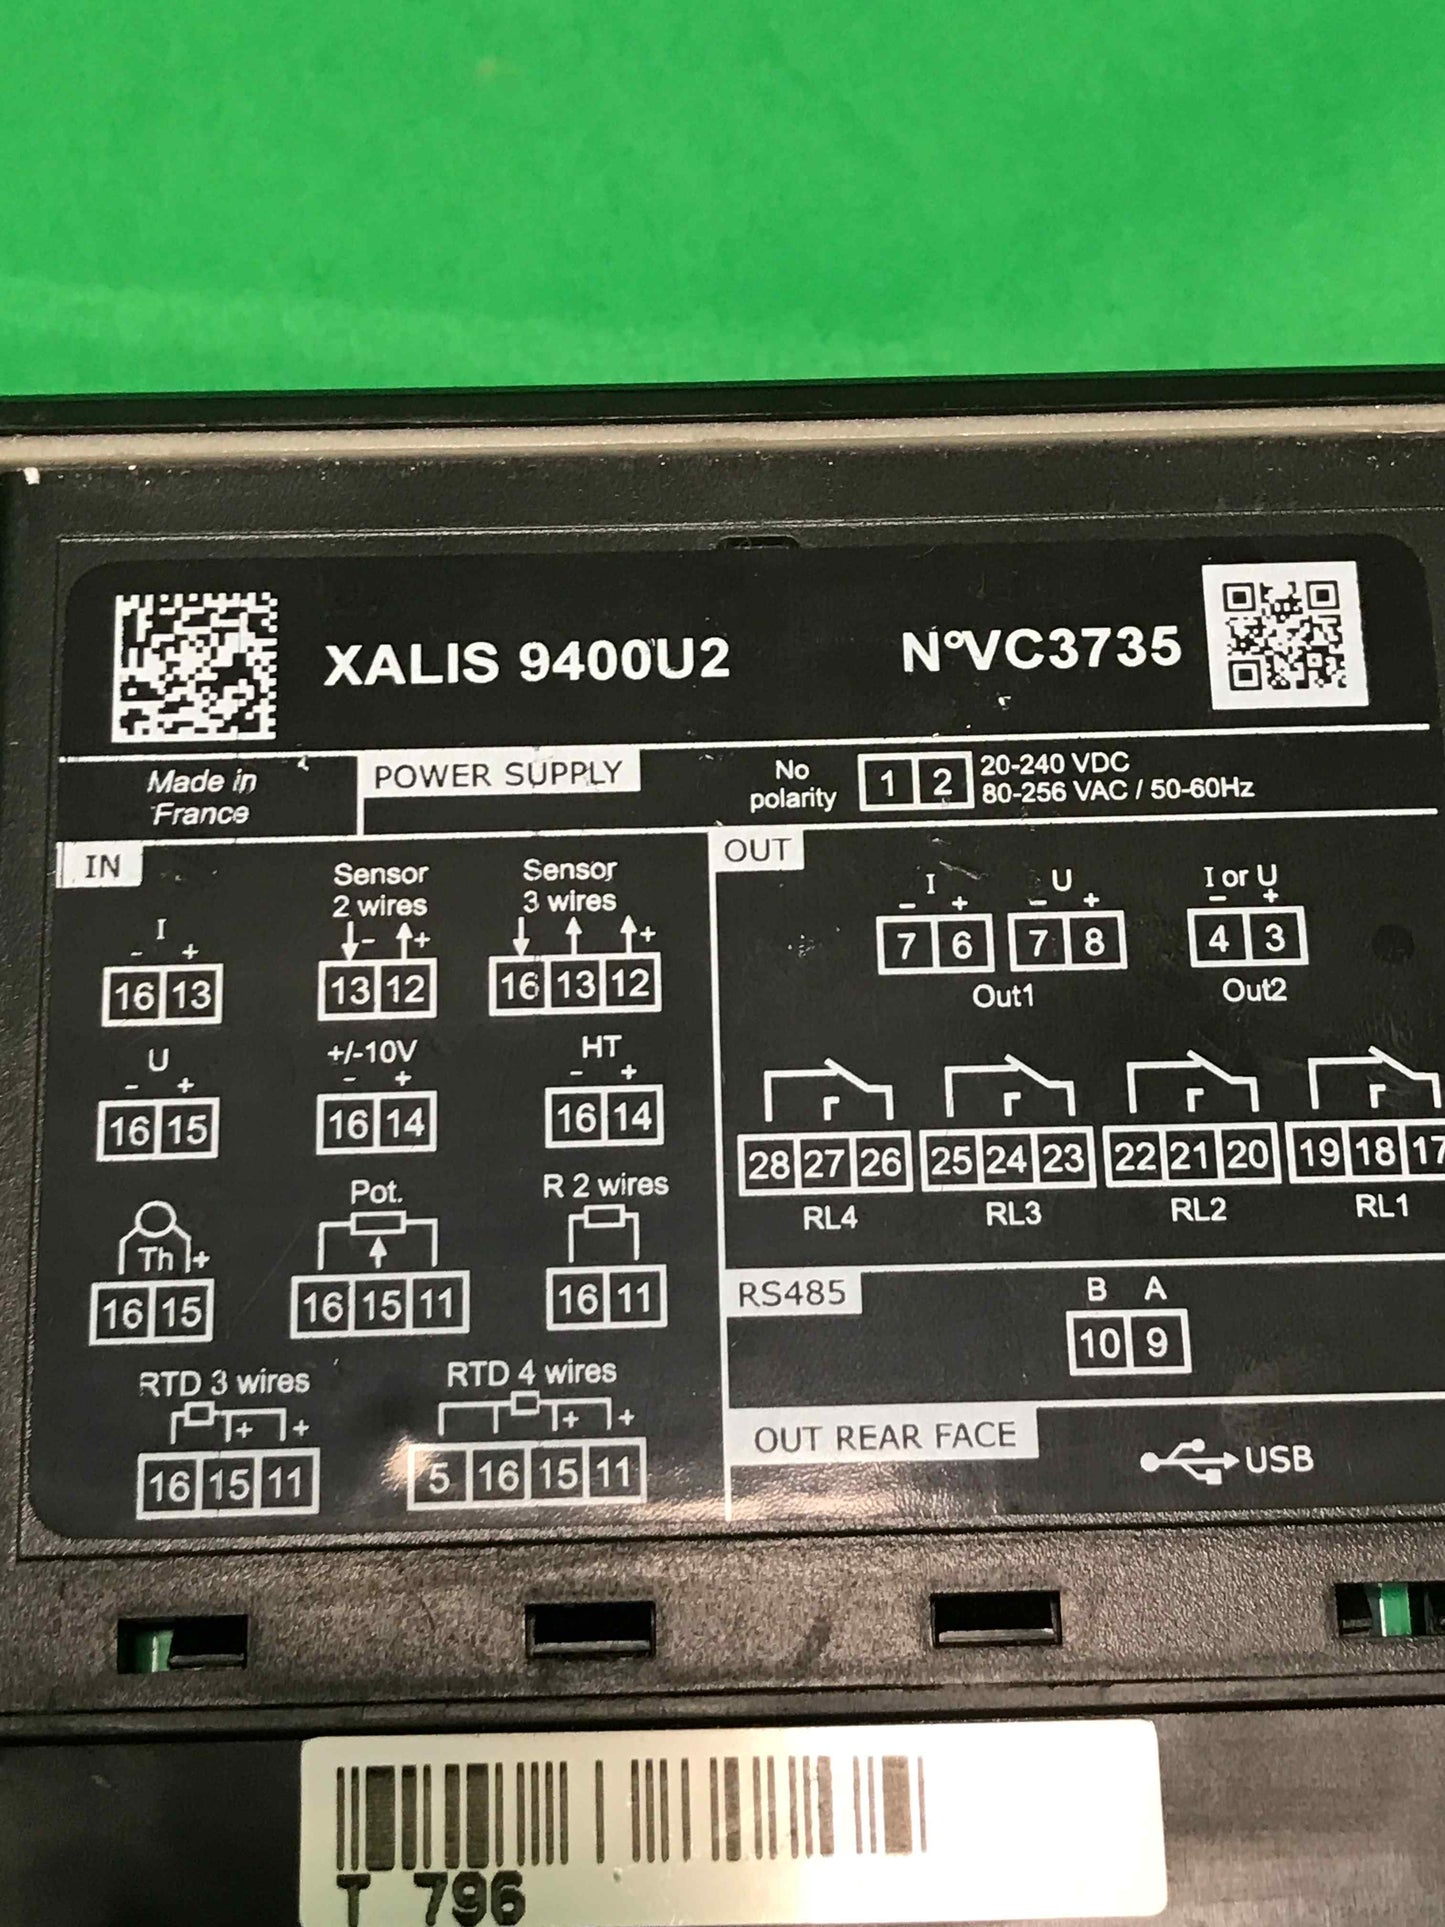 XALIS 9400U2 N°VC3735
Made in
France
POWER SUPPLY
No
polarity
1 2
20-240 VDC
80-256 VAC / 50-60Hz
IN
I
- +
16 13
Sensor
2 wires
- +
13 12
Sensor
3 wires
+
16 13 12
U
- +
16 15
+/-10V
- +
16 14
HT
- +
16 14
Th +
16 15
Pot.
16 15 11
R 2 wires
16 11
RTD 3 wires
+ +
16 15 11
RTD 4 wires
+ +
5 16 15 11
OUT
I
- +
7 6
U
- +
7 8
Out1
I or U
- +
4 3
Out2
28 27 26
RL4
25 24 23
RL3
22 21 20
RL2
19 18 17
RL1
RS485
B A
10 9
OUT REAR FACE
USB
T 796